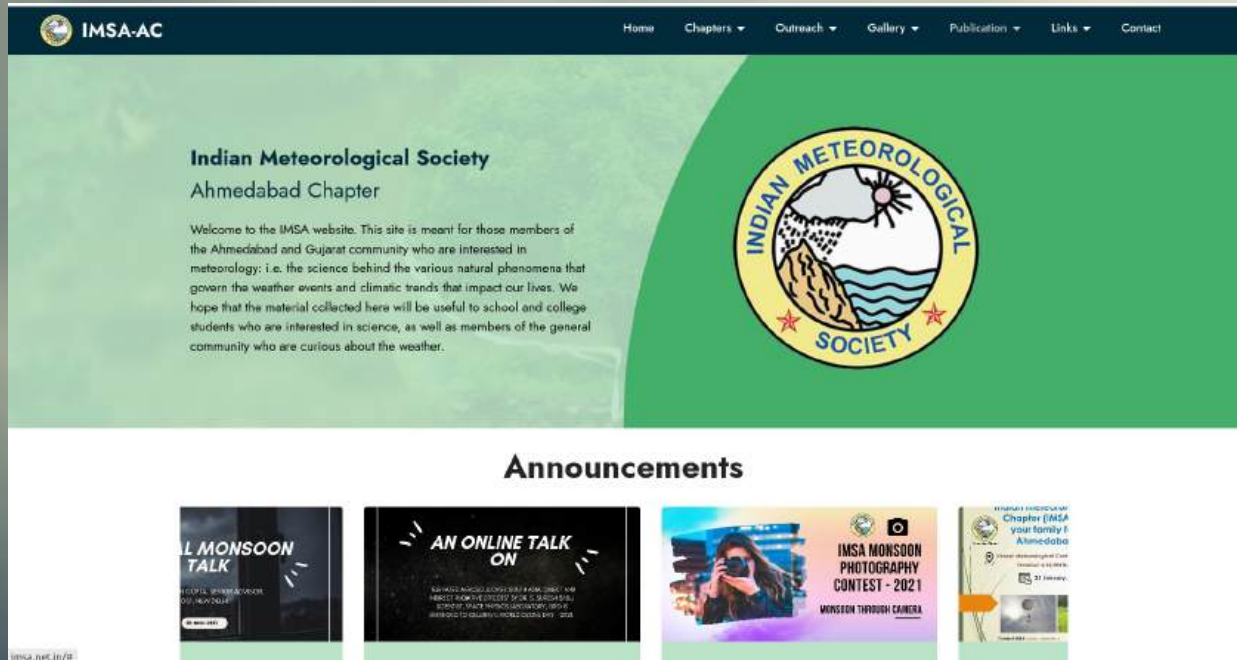 IMSA-AC
Home Chapters Outreach Gallery Publication Links Contact
Indian Meteorological Society
Ahmedabad Chapter
Welcome to the IMSA website. This site is meant for those members of
the Ahmedabad and Gujarat community who are interested in
meteorology: i.e. the science behind the various natural phenomena that
govern the weather events and climatic trends that impact our lives. We
hope that the material collected here will be useful to school and college
students who are interested in science, as well as members of the general
community who are curious about the weather.
INDIAN METEOROLOGICAL
SOCIETY
Announcements
L MONSOON
TALK
AN ONLINE TALK
ON
IMSA MONSOON
PHOTOGRAPHY
CONTEST - 2021
MONSOON THROUGH CAMERA
Chapter (IMSA
your family
Ahmedaba
imsa.net.in/#